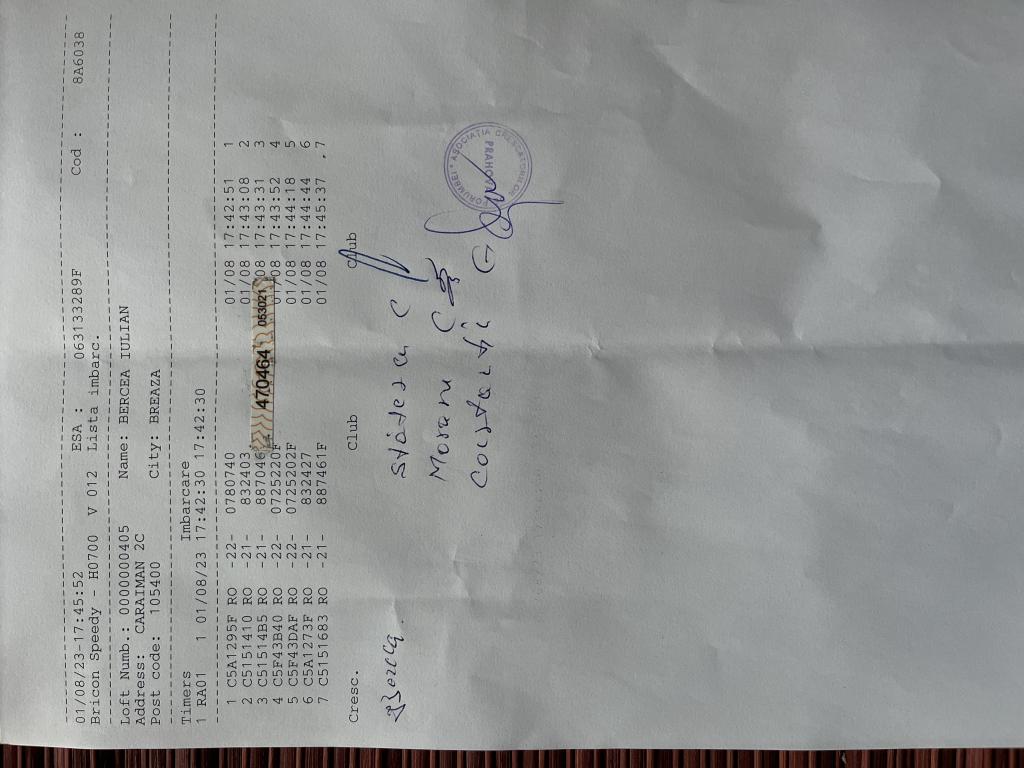 01/08/23-17:45:52 ESA : 063133289F Cod : 8A6038
Bricon Speedy - H0700 V 012 Lista imbarc.
Loft Numb.: 0000000405 Name: BERCEA IULIAN
Address: CARAIMAN 2C City: BREAZA
Post code: 105400
Timers Imbarcare
1 RA01 1 01/08/23 17:42:30 17:42:30
1 C5A1295F RO -22- 0780740 01/08 17:42:51 1
2 C5151410 RO -21- 832403 01/08 17:43:08 2
3 C51514B5 RO -21- 887046 08 17:43:31 3
470464 063021
4 C5F43B40 RO -22- 0725220F 08 17:43:52 4
5 C5F43DAF RO -22- 0725202F 01/08 17:44:18 5
6 C5A1273F RO -21- 832427 01/08 17:44:44 6
7 C5151683 RO -21- 887461F 01/08 17:45:37 .7
Cresc. Club Club
Moraru C
G
ASOCIATIA CRESCATORILOR
PRAHO